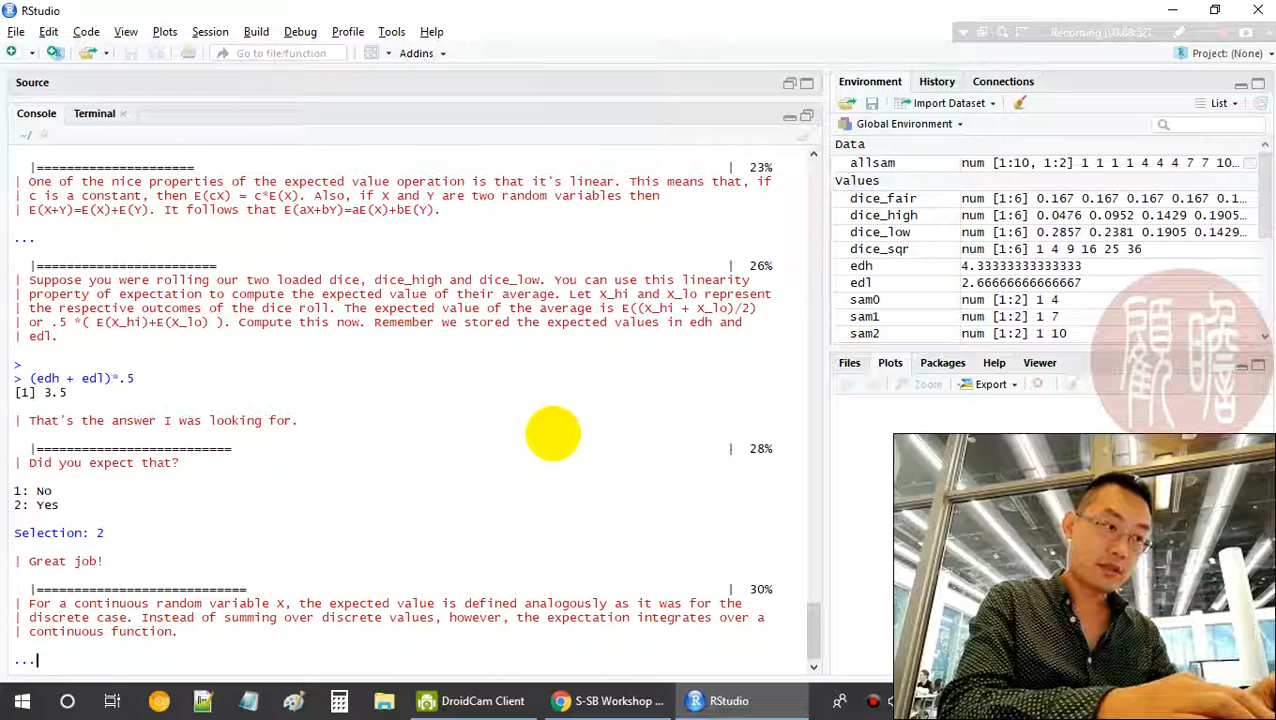 RStudio
File Edit Code View Plots Session Build Debug Profile Tools Help
Go to file/function Addins Project: (None)
Source
Console Terminal
~/
|===================== | 23%
| One of the nice properties of the expected value operation is that it's linear. This means that, if
| c is a constant, then E(cX) = c*E(X). Also, if X and Y are two random variables then
| E(X+Y)=E(X)+E(Y). It follows that E(aX+bY)=aE(X)+bE(Y).
...
|======================== | 26%
| Suppose you were rolling our two loaded dice, dice_high and dice_low. You can use this linearity
| property of expectation to compute the expected value of their average. Let X_hi and X_lo represent
| the respective outcomes of the dice roll. The expected value of the average is E((X_hi + X_lo)/2)
| or .5 *( E(X_hi)+E(X_lo) ). Compute this now. Remember we stored the expected values in edh and
| edl.
>
> (edh + edl)*.5
[1] 3.5
| That's the answer I was looking for.
|========================== | 28%
| Did you expect that?
1: No
2: Yes
Selection: 2
| Great job!
|============================ | 30%
| For a continuous random variable X, the expected value is defined analogously as it was for the
| discrete case. Instead of summing over discrete values, however, the expectation integrates over a
| continuous function.
...
Environment History Connections
Import Dataset List
Global Environment
Data
allsam num [1:10, 1:2] 1 1 1 1 4 4 4 7 7 10...
Values
dice_fair num [1:6] 0.167 0.167 0.167 0.167 0.1...
dice_high num [1:6] 0.0476 0.0952 0.1429 0.1905...
dice_low num [1:6] 0.2857 0.2381 0.1905 0.1429...
dice_sqr num [1:6] 1 4 9 16 25 36
edh 4.33333333333333
edl 2.66666666666667
sam0 num [1:2] 1 4
sam1 num [1:2] 1 7
sam2 num [1:2] 1 10
Files Plots Packages Help Viewer
Zoom Export
DroidCam Client S-SB Workshop ... RStudio